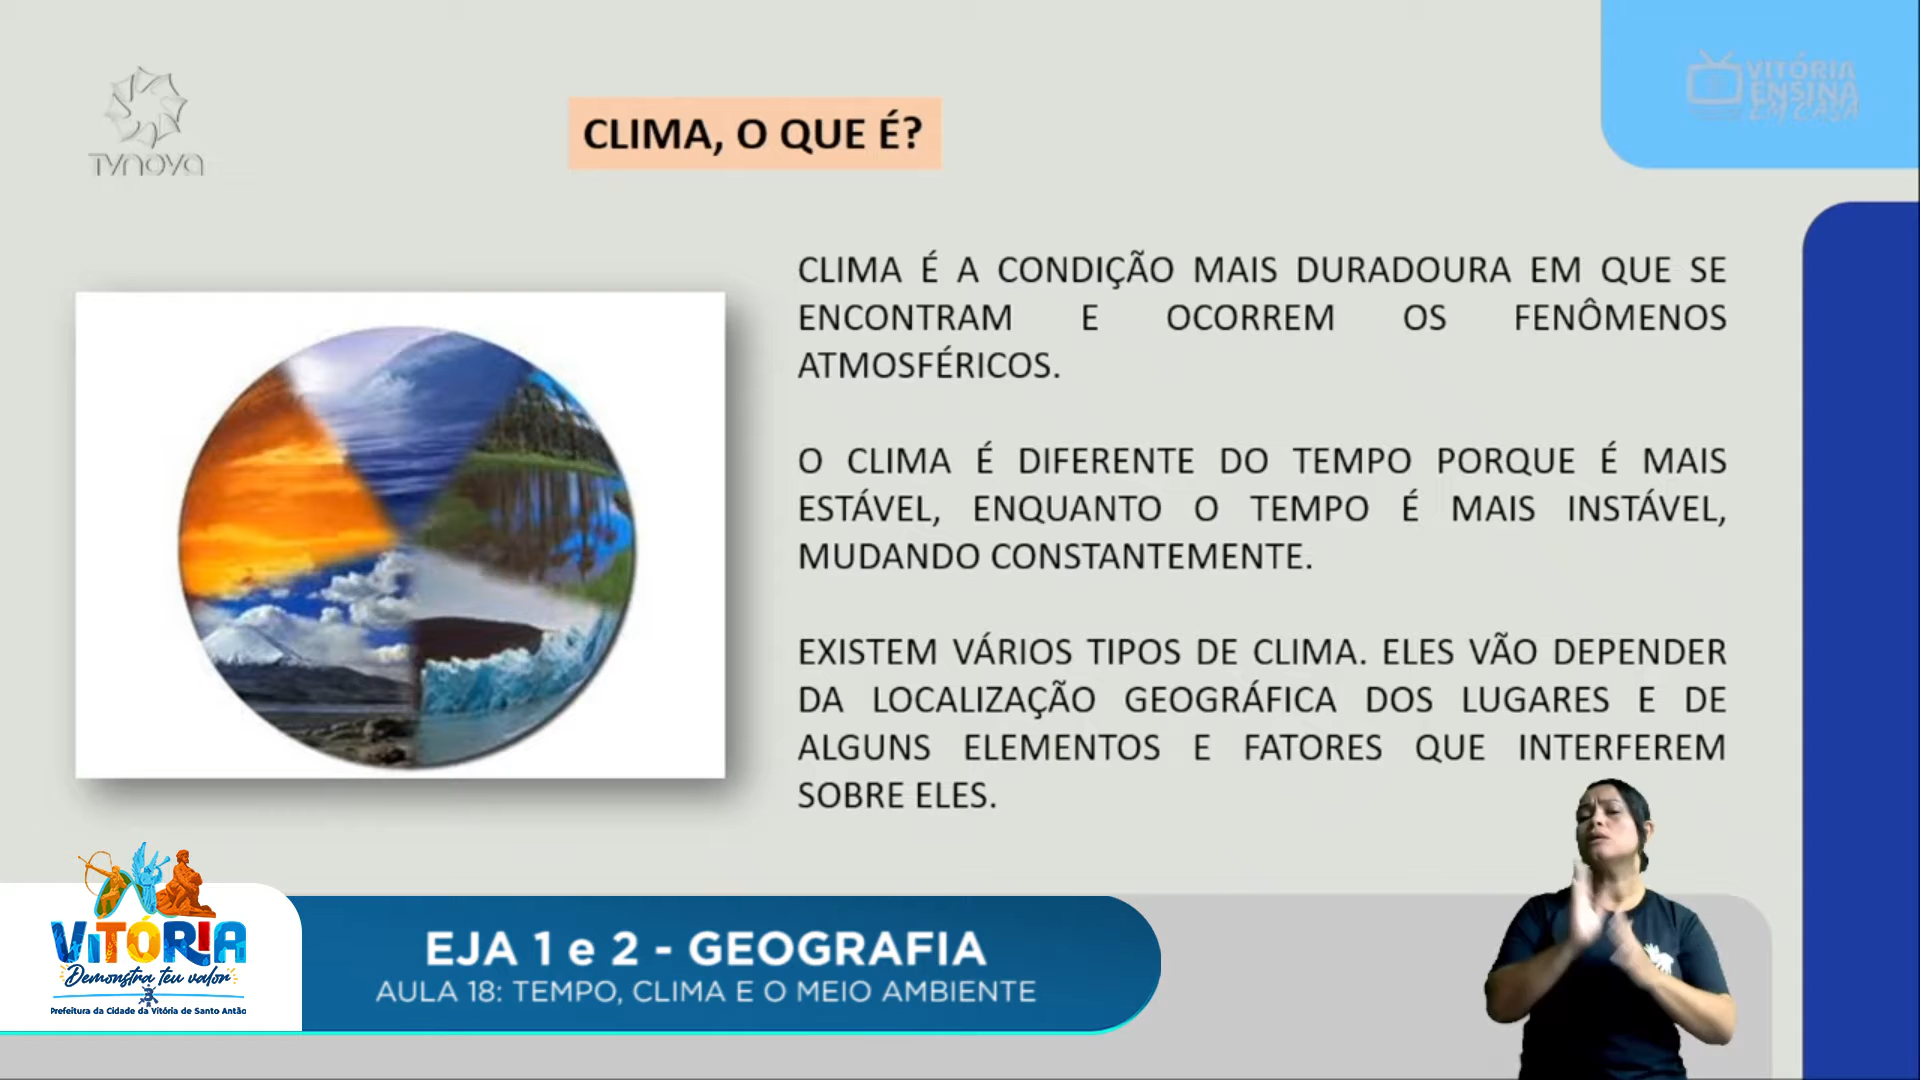 TVNOVA
VITÓRIA
ENSINA
EM CASA
CLIMA, O QUE É?
CLIMA É A CONDIÇÃO MAIS DURADOURA EM QUE SE
ENCONTRAM E OCORREM OS FENÔMENOS
ATMOSFÉRICOS.
O CLIMA É DIFERENTE DO TEMPO PORQUE É MAIS
ESTÁVEL, ENQUANTO O TEMPO É MAIS INSTÁVEL,
MUDANDO CONSTANTEMENTE.
EXISTEM VÁRIOS TIPOS DE CLIMA. ELES VÃO DEPENDER
DA LOCALIZAÇÃO GEOGRÁFICA DOS LUGARES E DE
ALGUNS ELEMENTOS E FATORES QUE INTERFEREM
SOBRE ELES.
VITÓRIA
Demonstra teu valor
Prefeitura da Cidade da Vitória de Santo Antão
EJA 1 e 2 - GEOGRAFIA
AULA 18: TEMPO, CLIMA E O MEIO AMBIENTE